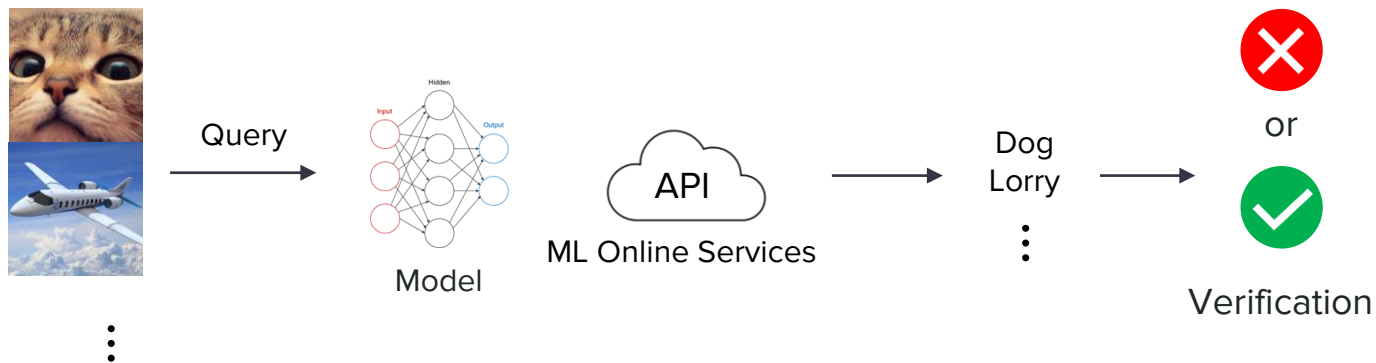 Query
Input
Hidden
Output
Model
API
ML Online Services
Dog
Lorry
or
Verification